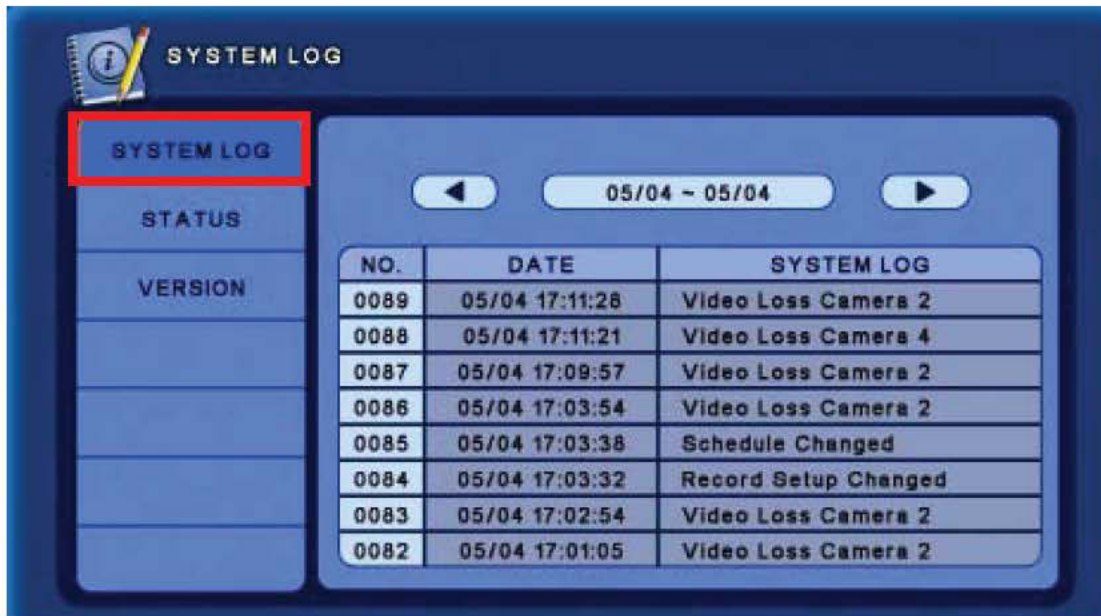 SYSTEM LOG
SYSTEM LOG
STATUS
VERSION
05/04 ~ 05/04
NO. DATE SYSTEM LOG
0089 05/04 17:11:28 Video Loss Camera 2
0088 05/04 17:11:21 Video Loss Camera 4
0087 05/04 17:09:57 Video Loss Camera 2
0086 05/04 17:03:54 Video Loss Camera 2
0085 05/04 17:03:38 Schedule Changed
0084 05/04 17:03:32 Record Setup Changed
0083 05/04 17:02:54 Video Loss Camera 2
0082 05/04 17:01:05 Video Loss Camera 2